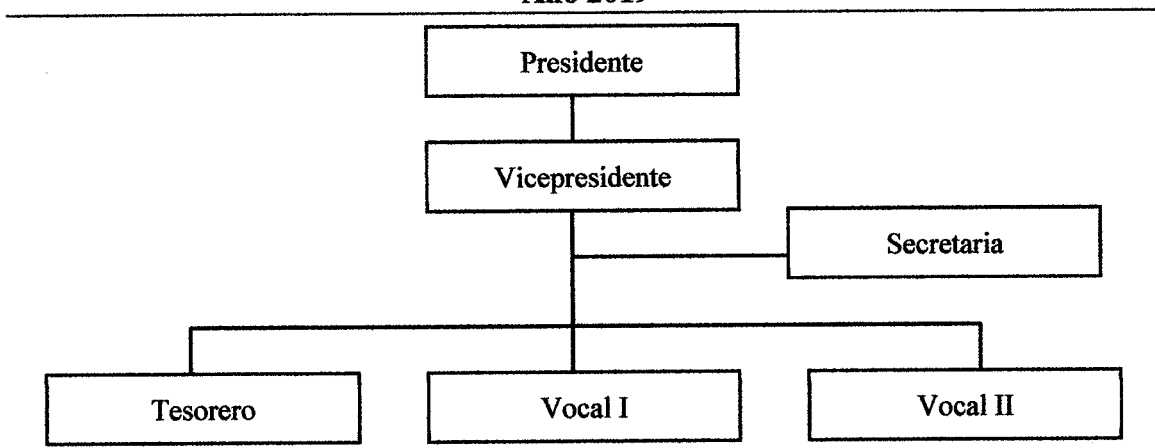 Presidente
Vicepresidente
Secretaria
Tesorero
Vocal I
Vocal II